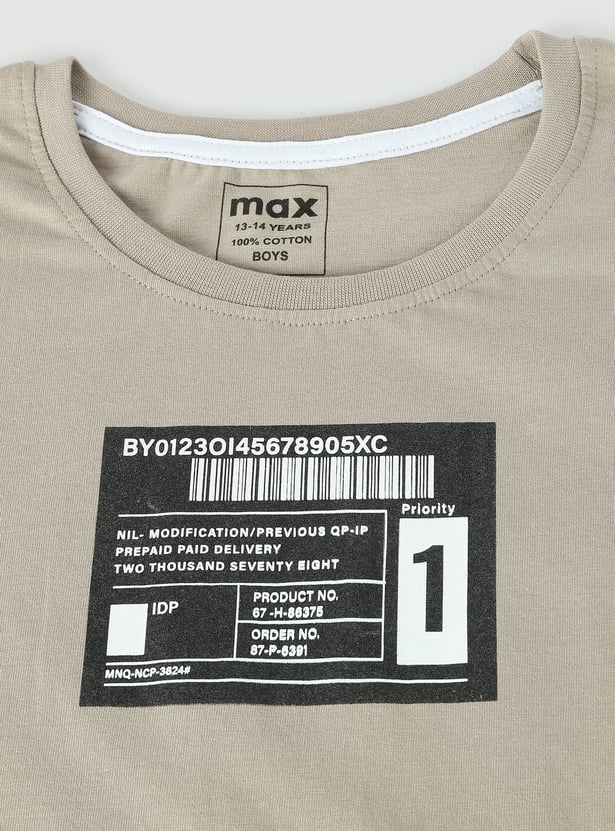 max
13-14 YEARS
100% COTTON
BOYS
BY0123OI45678905XC
Priority
1
NIL- MODIFICATION/PREVIOUS QP-IP
PREPAID PAID DELIVERY
TWO THOUSAND SEVENTY EIGHT
IDP
PRODUCT NO.
67-H-86375
ORDER NO.
87-P-6391
MNQ-NCP-3624#